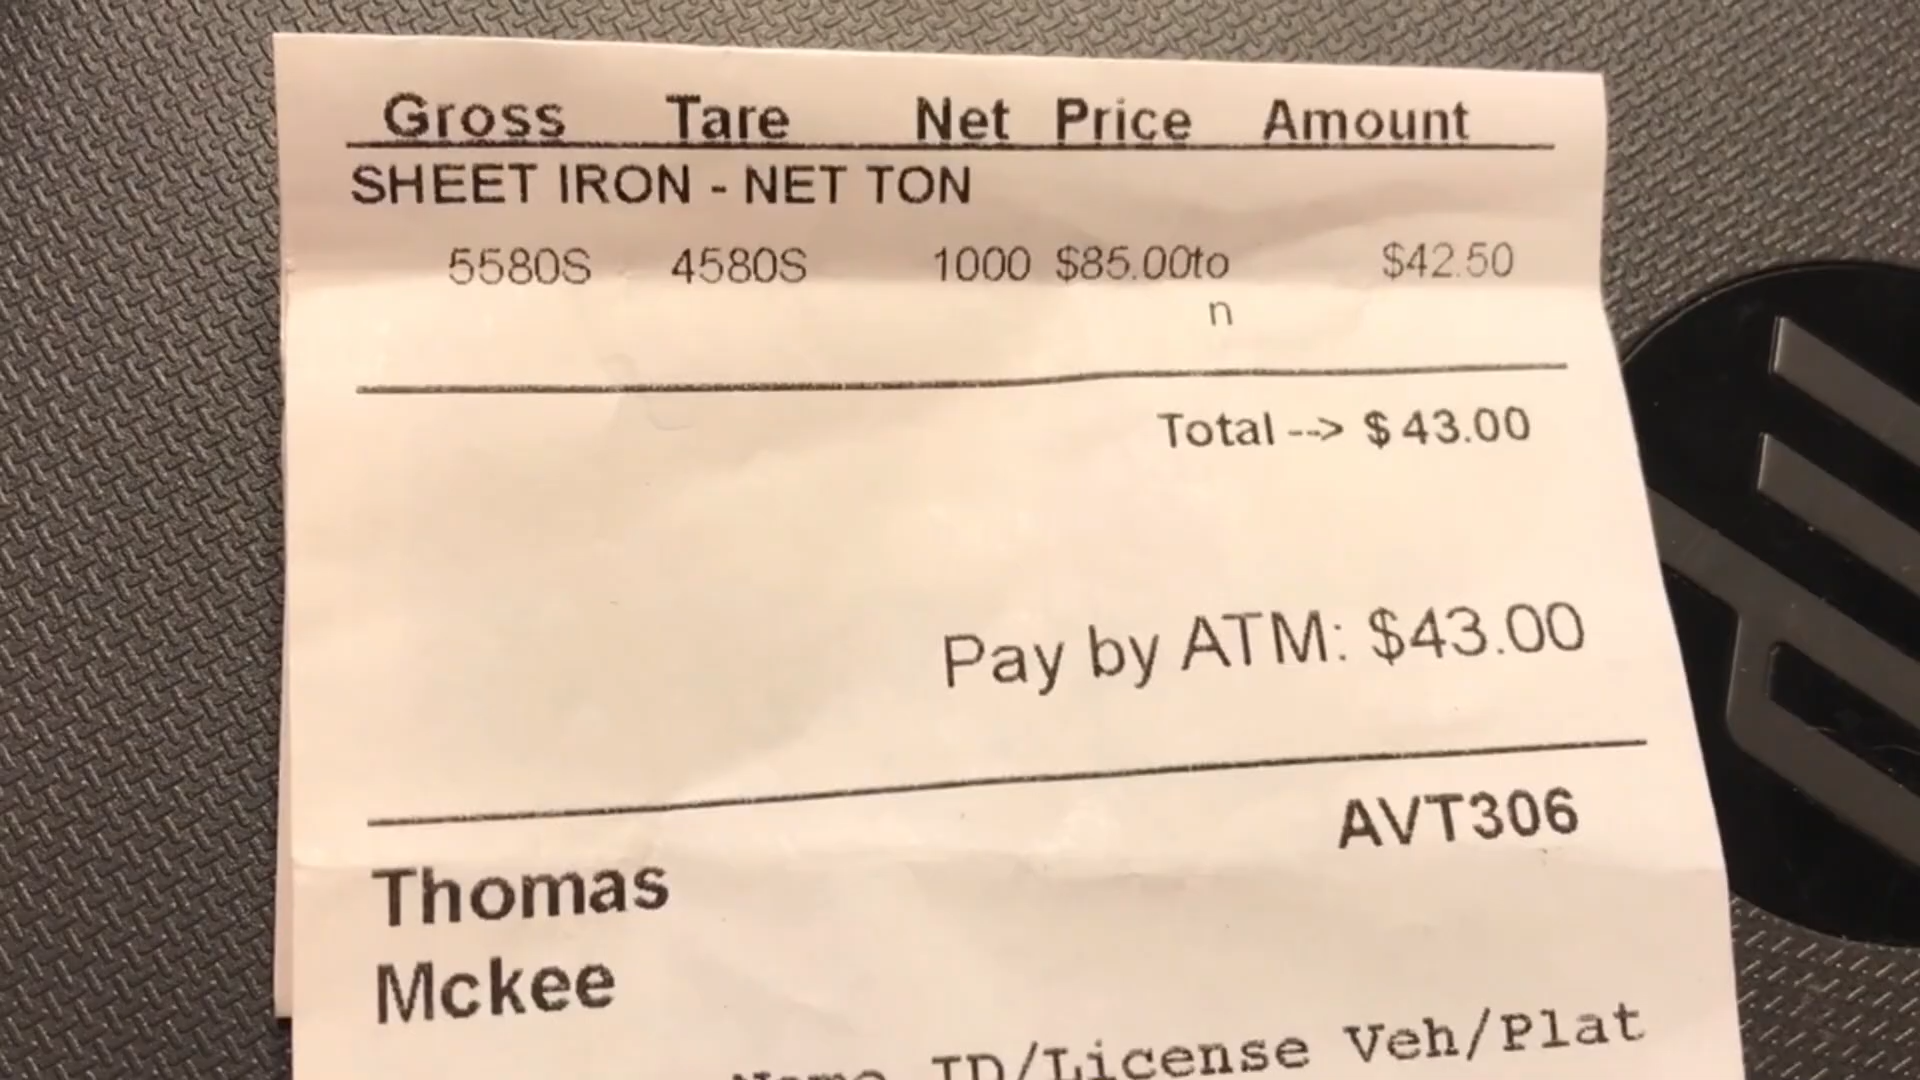 Gross Tare Net Price Amount
SHEET IRON - NET TON
5580S 4580S 1000 $85.00to $42.50
n
Total --> $43.00
Pay by ATM: $43.00
AVT306
Thomas
Mckee
Name ID/License Veh/Plat